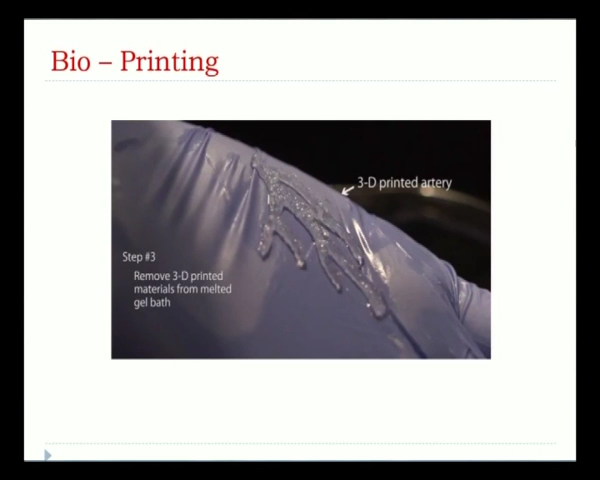 Bio – Printing
3-D printed artery
Step #3
Remove 3-D printed
materials from melted
gel bath